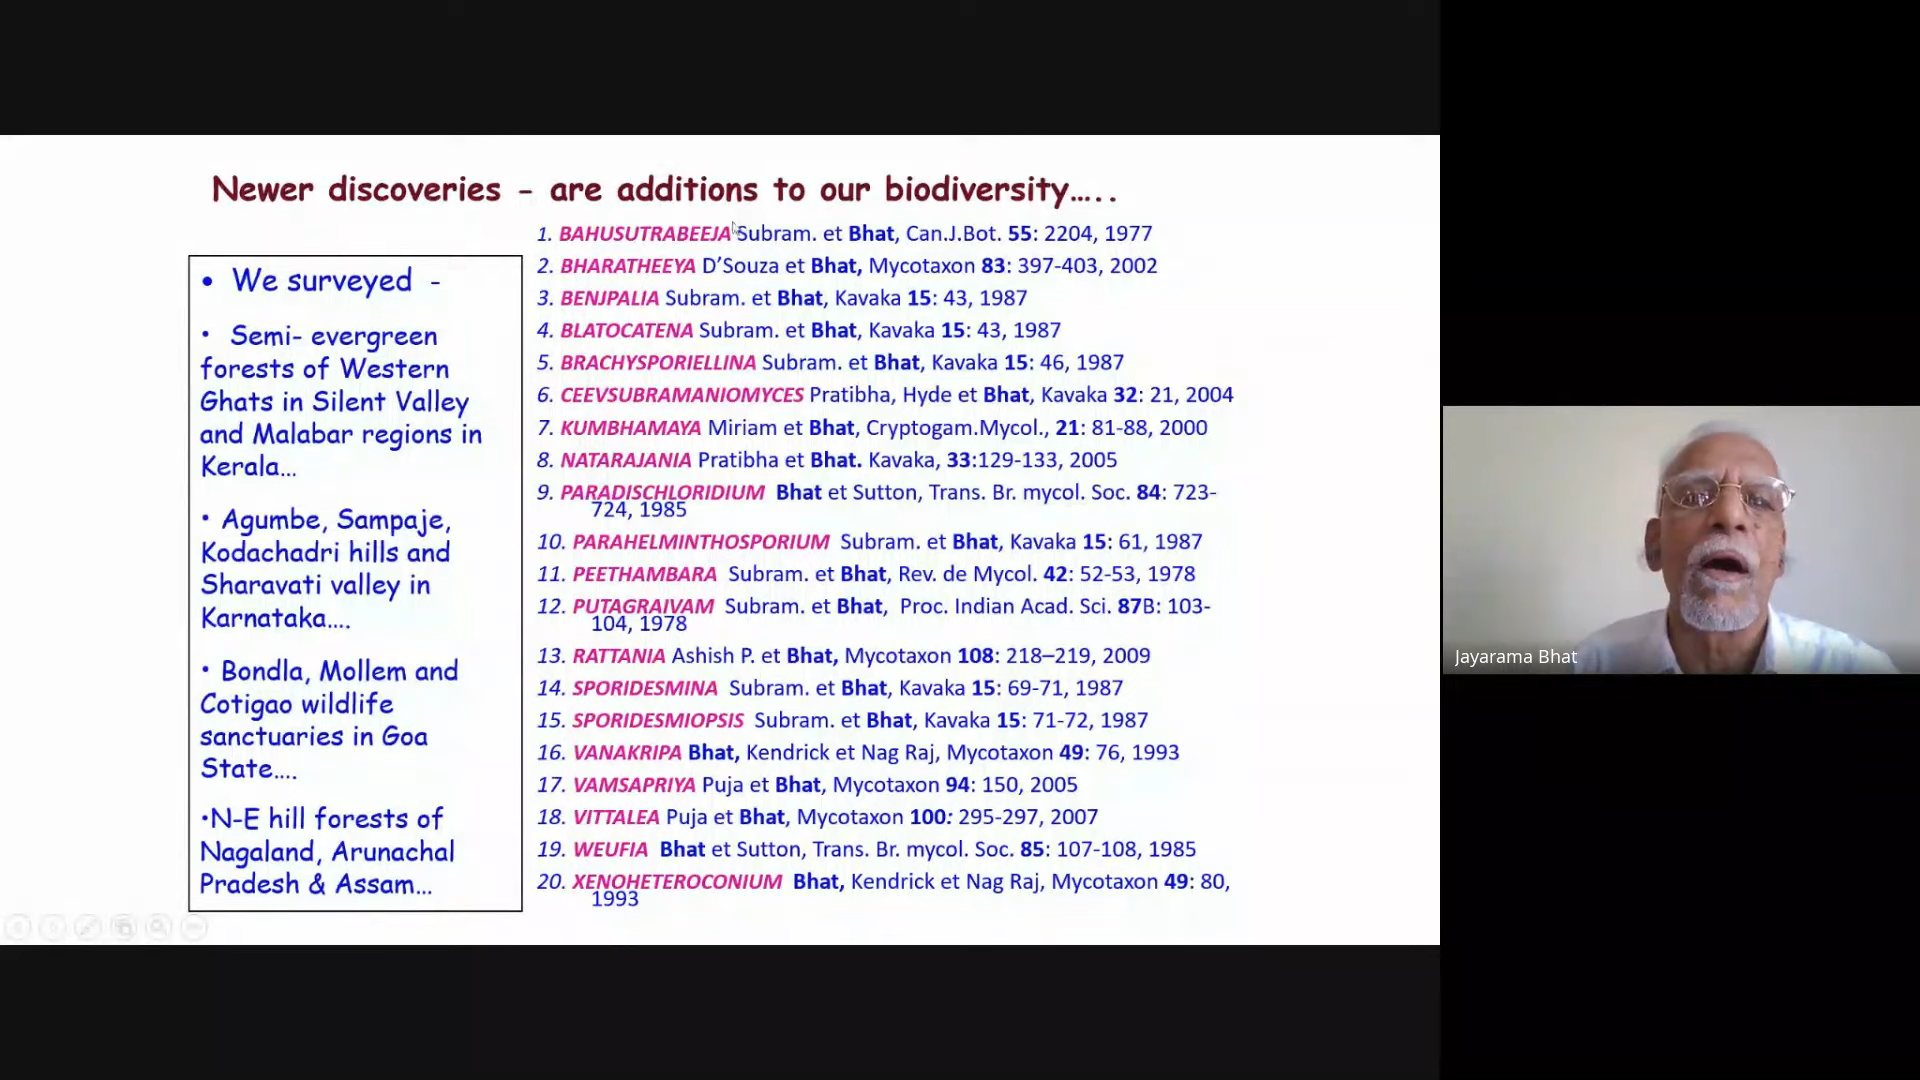 Newer discoveries - are additions to our biodiversity…..
• We surveyed -
• Semi- evergreen
forests of Western
Ghats in Silent Valley
and Malabar regions in
Kerala…
• Agumbe, Sampaje,
Kodachadri hills and
Sharavati valley in
Karnataka….
• Bondla, Mollem and
Cotigao wildlife
sanctuaries in Goa
State….
•N-E hill forests of
Nagaland, Arunachal
Pradesh & Assam…
1. BAHUSUTRABEEJA Subram. et Bhat, Can.J.Bot. 55: 2204, 1977
2. BHARATHEEYA D’Souza et Bhat, Mycotaxon 83: 397-403, 2002
3. BENJPALIA Subram. et Bhat, Kavaka 15: 43, 1987
4. BLATOCATENA Subram. et Bhat, Kavaka 15: 43, 1987
5. BRACHYSPORIELLINA Subram. et Bhat, Kavaka 15: 46, 1987
6. CEEVSUBRAMANIOMYCES Pratibha, Hyde et Bhat, Kavaka 32: 21, 2004
7. KUMBHAMAYA Miriam et Bhat, Cryptogam.Mycol., 21: 81-88, 2000
8. NATARAJANIA Pratibha et Bhat. Kavaka, 33:129-133, 2005
9. PARADISCHLORIDIUM Bhat et Sutton, Trans. Br. mycol. Soc. 84: 723-
724, 1985
10. PARAHELMINTHOSPORIUM Subram. et Bhat, Kavaka 15: 61, 1987
11. PEETHAMBARA Subram. et Bhat, Rev. de Mycol. 42: 52-53, 1978
12. PUTAGRAIVAM Subram. et Bhat, Proc. Indian Acad. Sci. 87B: 103-
104, 1978
13. RATTANIA Ashish P. et Bhat, Mycotaxon 108: 218–219, 2009
14. SPORIDESMINA Subram. et Bhat, Kavaka 15: 69-71, 1987
15. SPORIDESMIOPSIS Subram. et Bhat, Kavaka 15: 71-72, 1987
16. VANAKRIPA Bhat, Kendrick et Nag Raj, Mycotaxon 49: 76, 1993
17. VAMSAPRIYA Puja et Bhat, Mycotaxon 94: 150, 2005
18. VITTALEA Puja et Bhat, Mycotaxon 100: 295-297, 2007
19. WEUFIA Bhat et Sutton, Trans. Br. mycol. Soc. 85: 107-108, 1985
20. XENOHETEROCONIUM Bhat, Kendrick et Nag Raj, Mycotaxon 49: 80,
1993
Jayarama Bhat